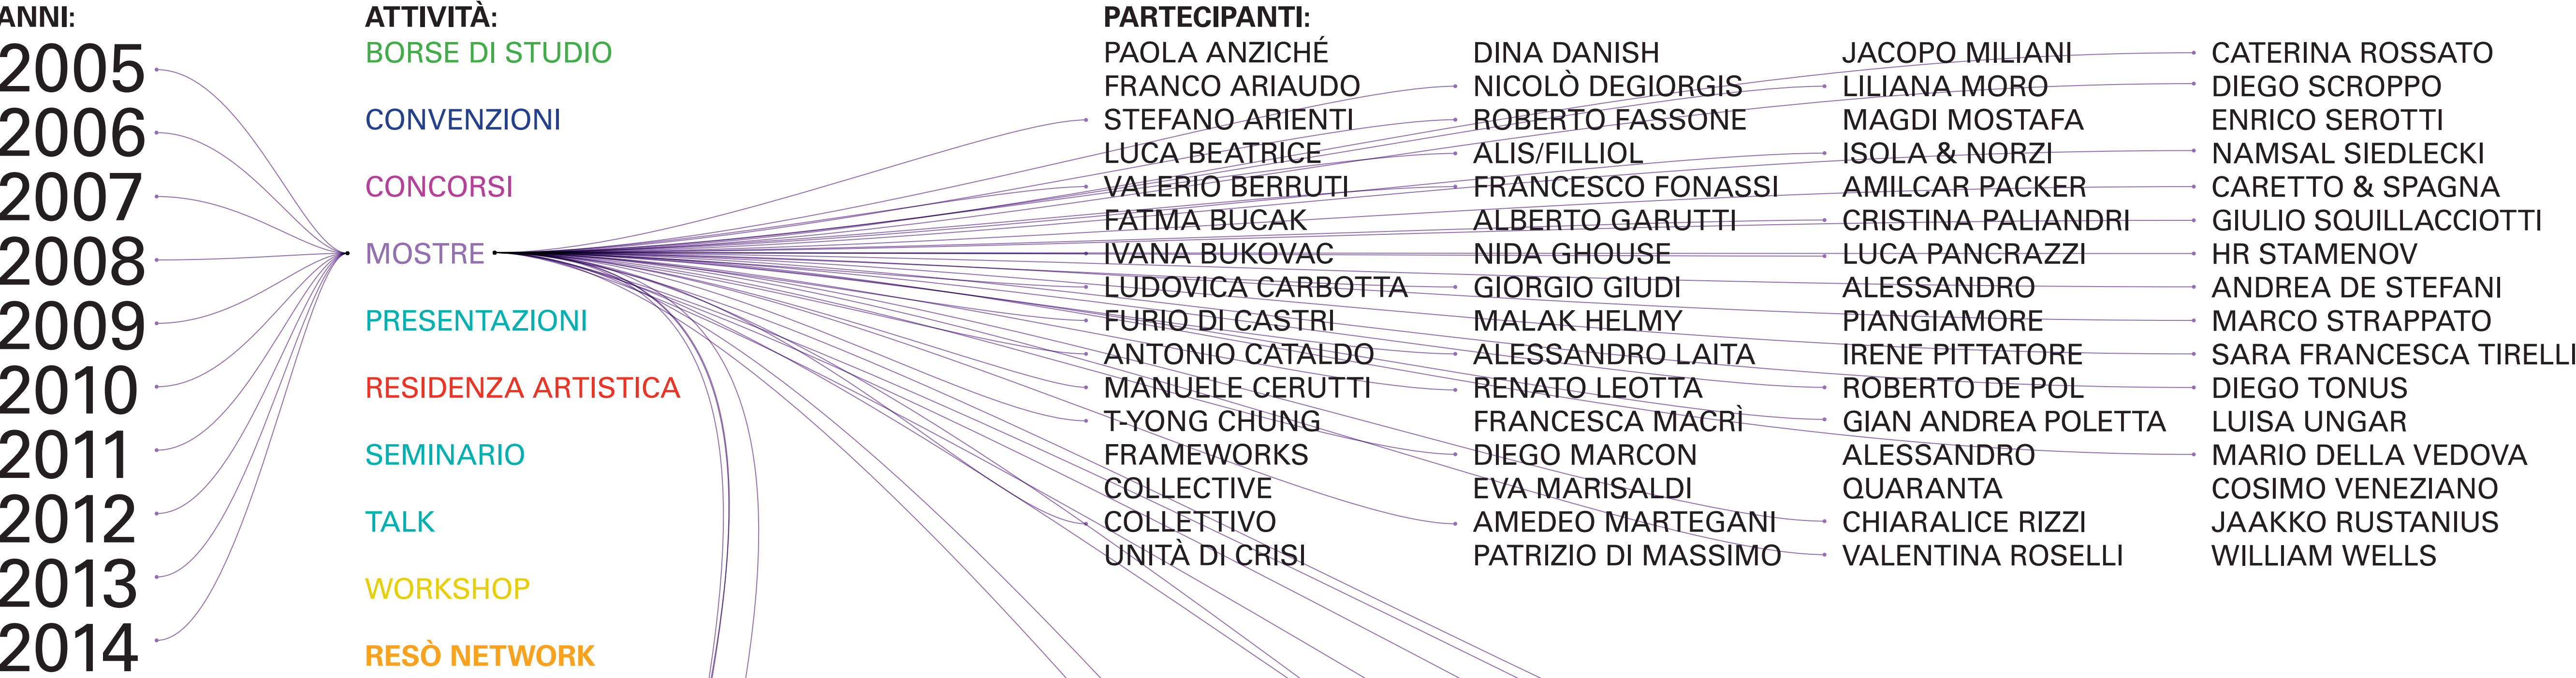 ANNI:
2005
2006
2007
2008
2009
2010
2011
2012
2013
2014
ATTIVITÀ:
BORSE DI STUDIO
CONVENZIONI
CONCORSI
MOSTRE
PRESENTAZIONI
RESIDENZA ARTISTICA
SEMINARIO
TALK
WORKSHOP
RESÒ NETWORK
PARTECIPANTI:
PAOLA ANZICHÉ
FRANCO ARIAUDO
STEFANO ARIENTI
LUCA BEATRICE
VALERIO BERRUTI
FATMA BUCAK
IVANA BUKOVAC
LUDOVICA CARBOTTA
FURIO DI CASTRI
ANTONIO CATALDO
MANUELE CERUTTI
T-YONG CHUNG
FRAMEWORKS
COLLECTIVE
COLLETTIVO
UNITÀ DI CRISI
DINA DANISH
NICOLÒ DEGIORGIS
ROBERTO FASSONE
ALIS/FILLIOL
FRANCESCO FONASSI
ALBERTO GARUTTI
NIDA GHOUSE
GIORGIO GIUDI
MALAK HELMY
ALESSANDRO LAITA
RENATO LEOTTA
FRANCESCA MACRÌ
DIEGO MARCON
EVA MARISALDI
AMEDEO MARTEGANI
PATRIZIO DI MASSIMO
JACOPO MILIANI
LILIANA MORO
MAGDI MOSTAFA
ISOLA & NORZI
AMILCAR PACKER
CRISTINA PALIANDRI
LUCA PANCRAZZI
ALESSANDRO
PIANGIAMORE
IRENE PITTATORE
ROBERTO DE POL
GIAN ANDREA POLETTA
ALESSANDRO
QUARANTA
CHIARALICE RIZZI
VALENTINA ROSELLI
CATERINA ROSSATO
DIEGO SCROPPO
ENRICO SEROTTI
NAMSAL SIEDLECKI
CARETTO & SPAGNA
GIULIO SQUILLACCIOTTI
HR STAMENOV
ANDREA DE STEFANI
MARCO STRAPPATO
SARA FRANCESCA TIRELLI
DIEGO TONUS
LUISA UNGAR
MARIO DELLA VEDOVA
COSIMO VENEZIANO
JAAKKO RUSTANIUS
WILLIAM WELLS